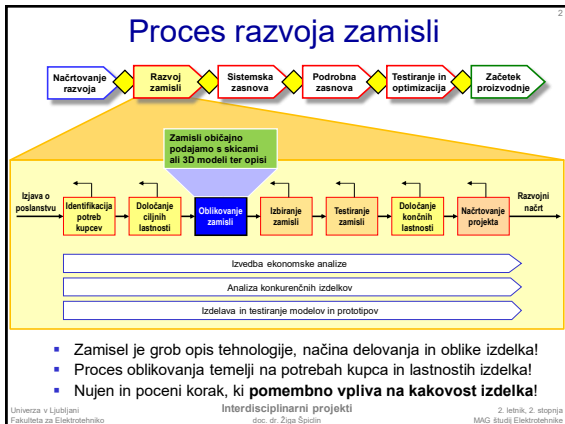 2
Proces razvoja zamisli
Načrtovanje
razvoja
Razvoj
zamisli
Sistemska
zasnova
Podrobna
zasnova
Testiranje in
optimizacija
Začetek
proizvodnje
Zamisli običajno
podajamo s skicami
ali 3D modeli ter opisi
Izjava o
poslanstvu
Identifikacija
potreb
kupcev
Določanje
ciljnih
lastnosti
Oblikovanje
zamisli
Izbiranje
zamisli
Testiranje
zamisli
Določanje
končnih
lastnosti
Načrtovanje
projekta
Razvojni
načrt
Izvedba ekonomske analize
Analiza konkurenčnih izdelkov
Izdelava in testiranje modelov in prototipov
▪ Zamisel je grob opis tehnologije, načina delovanja in oblike izdelka!
▪ Proces oblikovanja temelji na potrebah kupca in lastnostih izdelka!
▪ Nujen in poceni korak, ki pomembno vpliva na kakovost izdelka!
Univerza v Ljubljani
Fakulteta za Elektrotehniko
Interdisciplinarni projekti
doc. dr. Žiga Špiclin
2. letnik, 2. stopnja
MAG študij Elektrotehnike